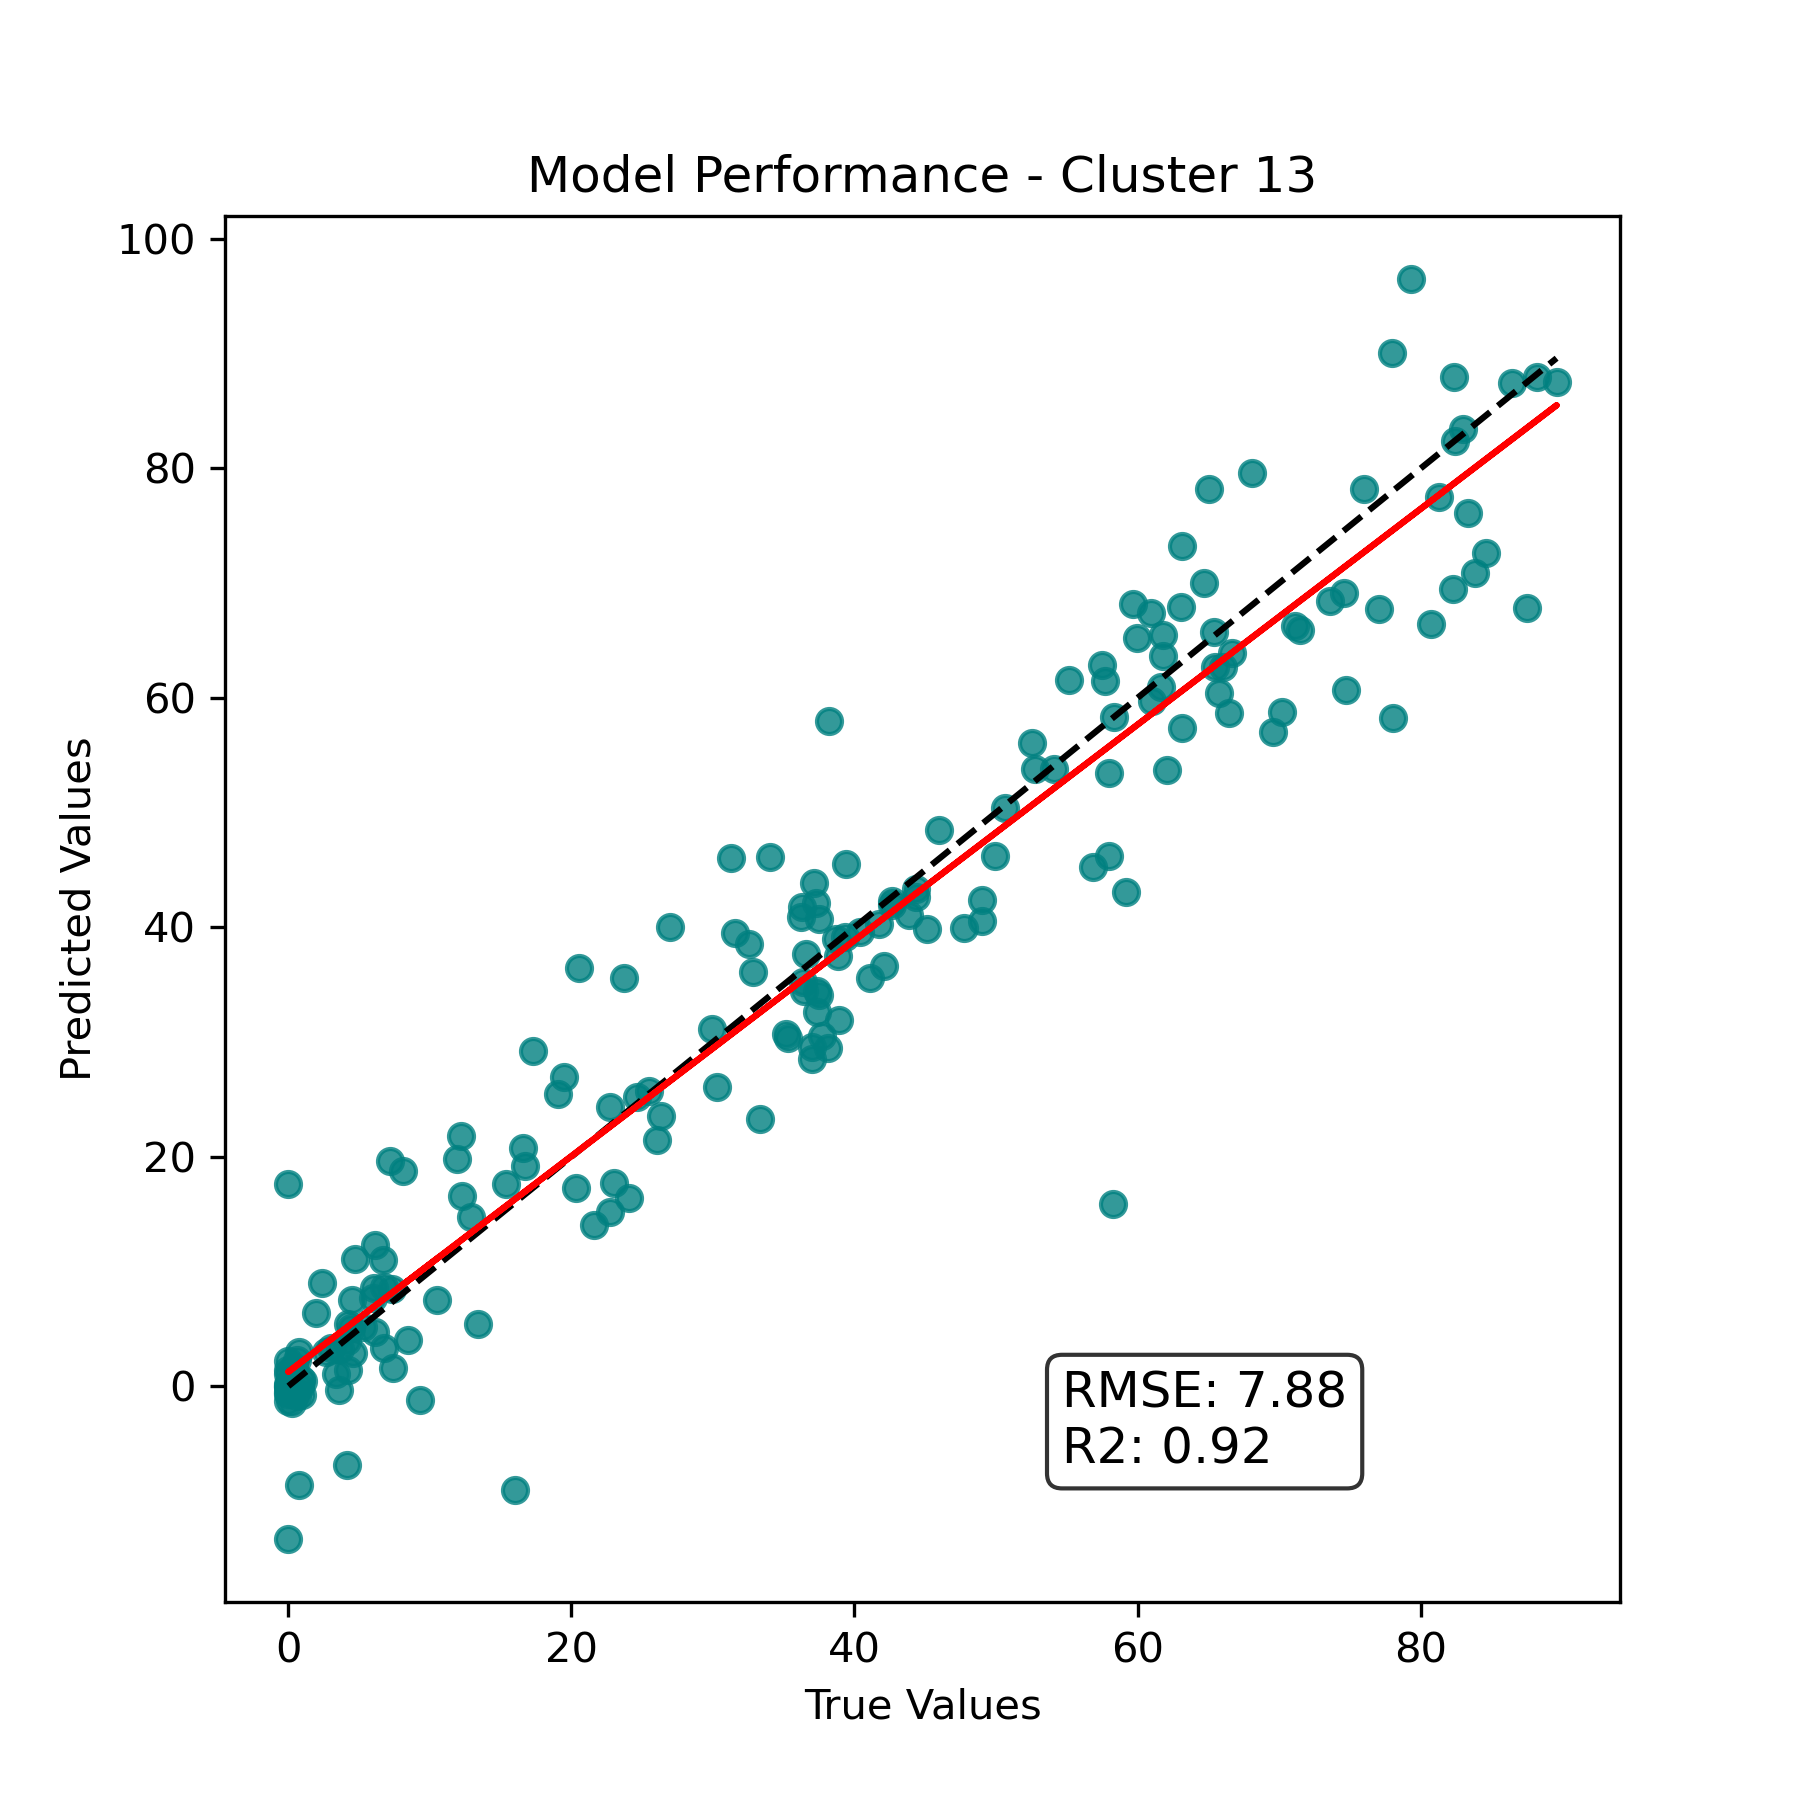 Model Performance - Cluster 13
100
80
60
40
20
0
Predicted Values
RMSE: 7.88
R2: 0.92
0 20 40 60 80
True Values